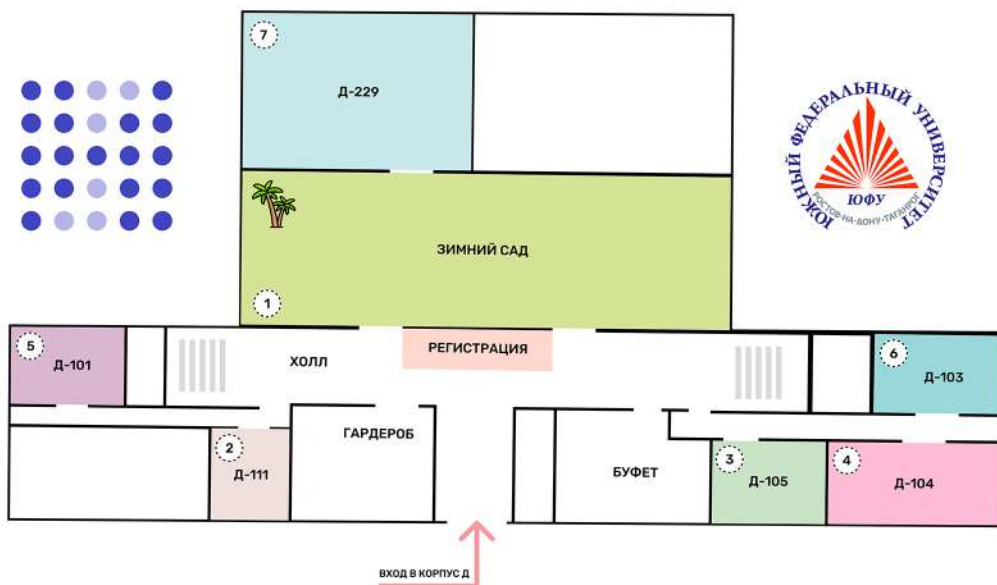 7
Д-229
ЮЖНЫЙ ФЕДЕРАЛЬНЫЙ УНИВЕРСИТЕТ
ЮФУ
РОСТОВ-НА-ДОНУ-ТАГАНРОГ
ЗИМНИЙ САД
1
5
Д-101
ХОЛЛ
РЕГИСТРАЦИЯ
6
Д-103
2
Д-111
ГАРДЕРОБ
БУФЕТ
3
Д-105
4
Д-104
ВХОД В КОРПУС Д